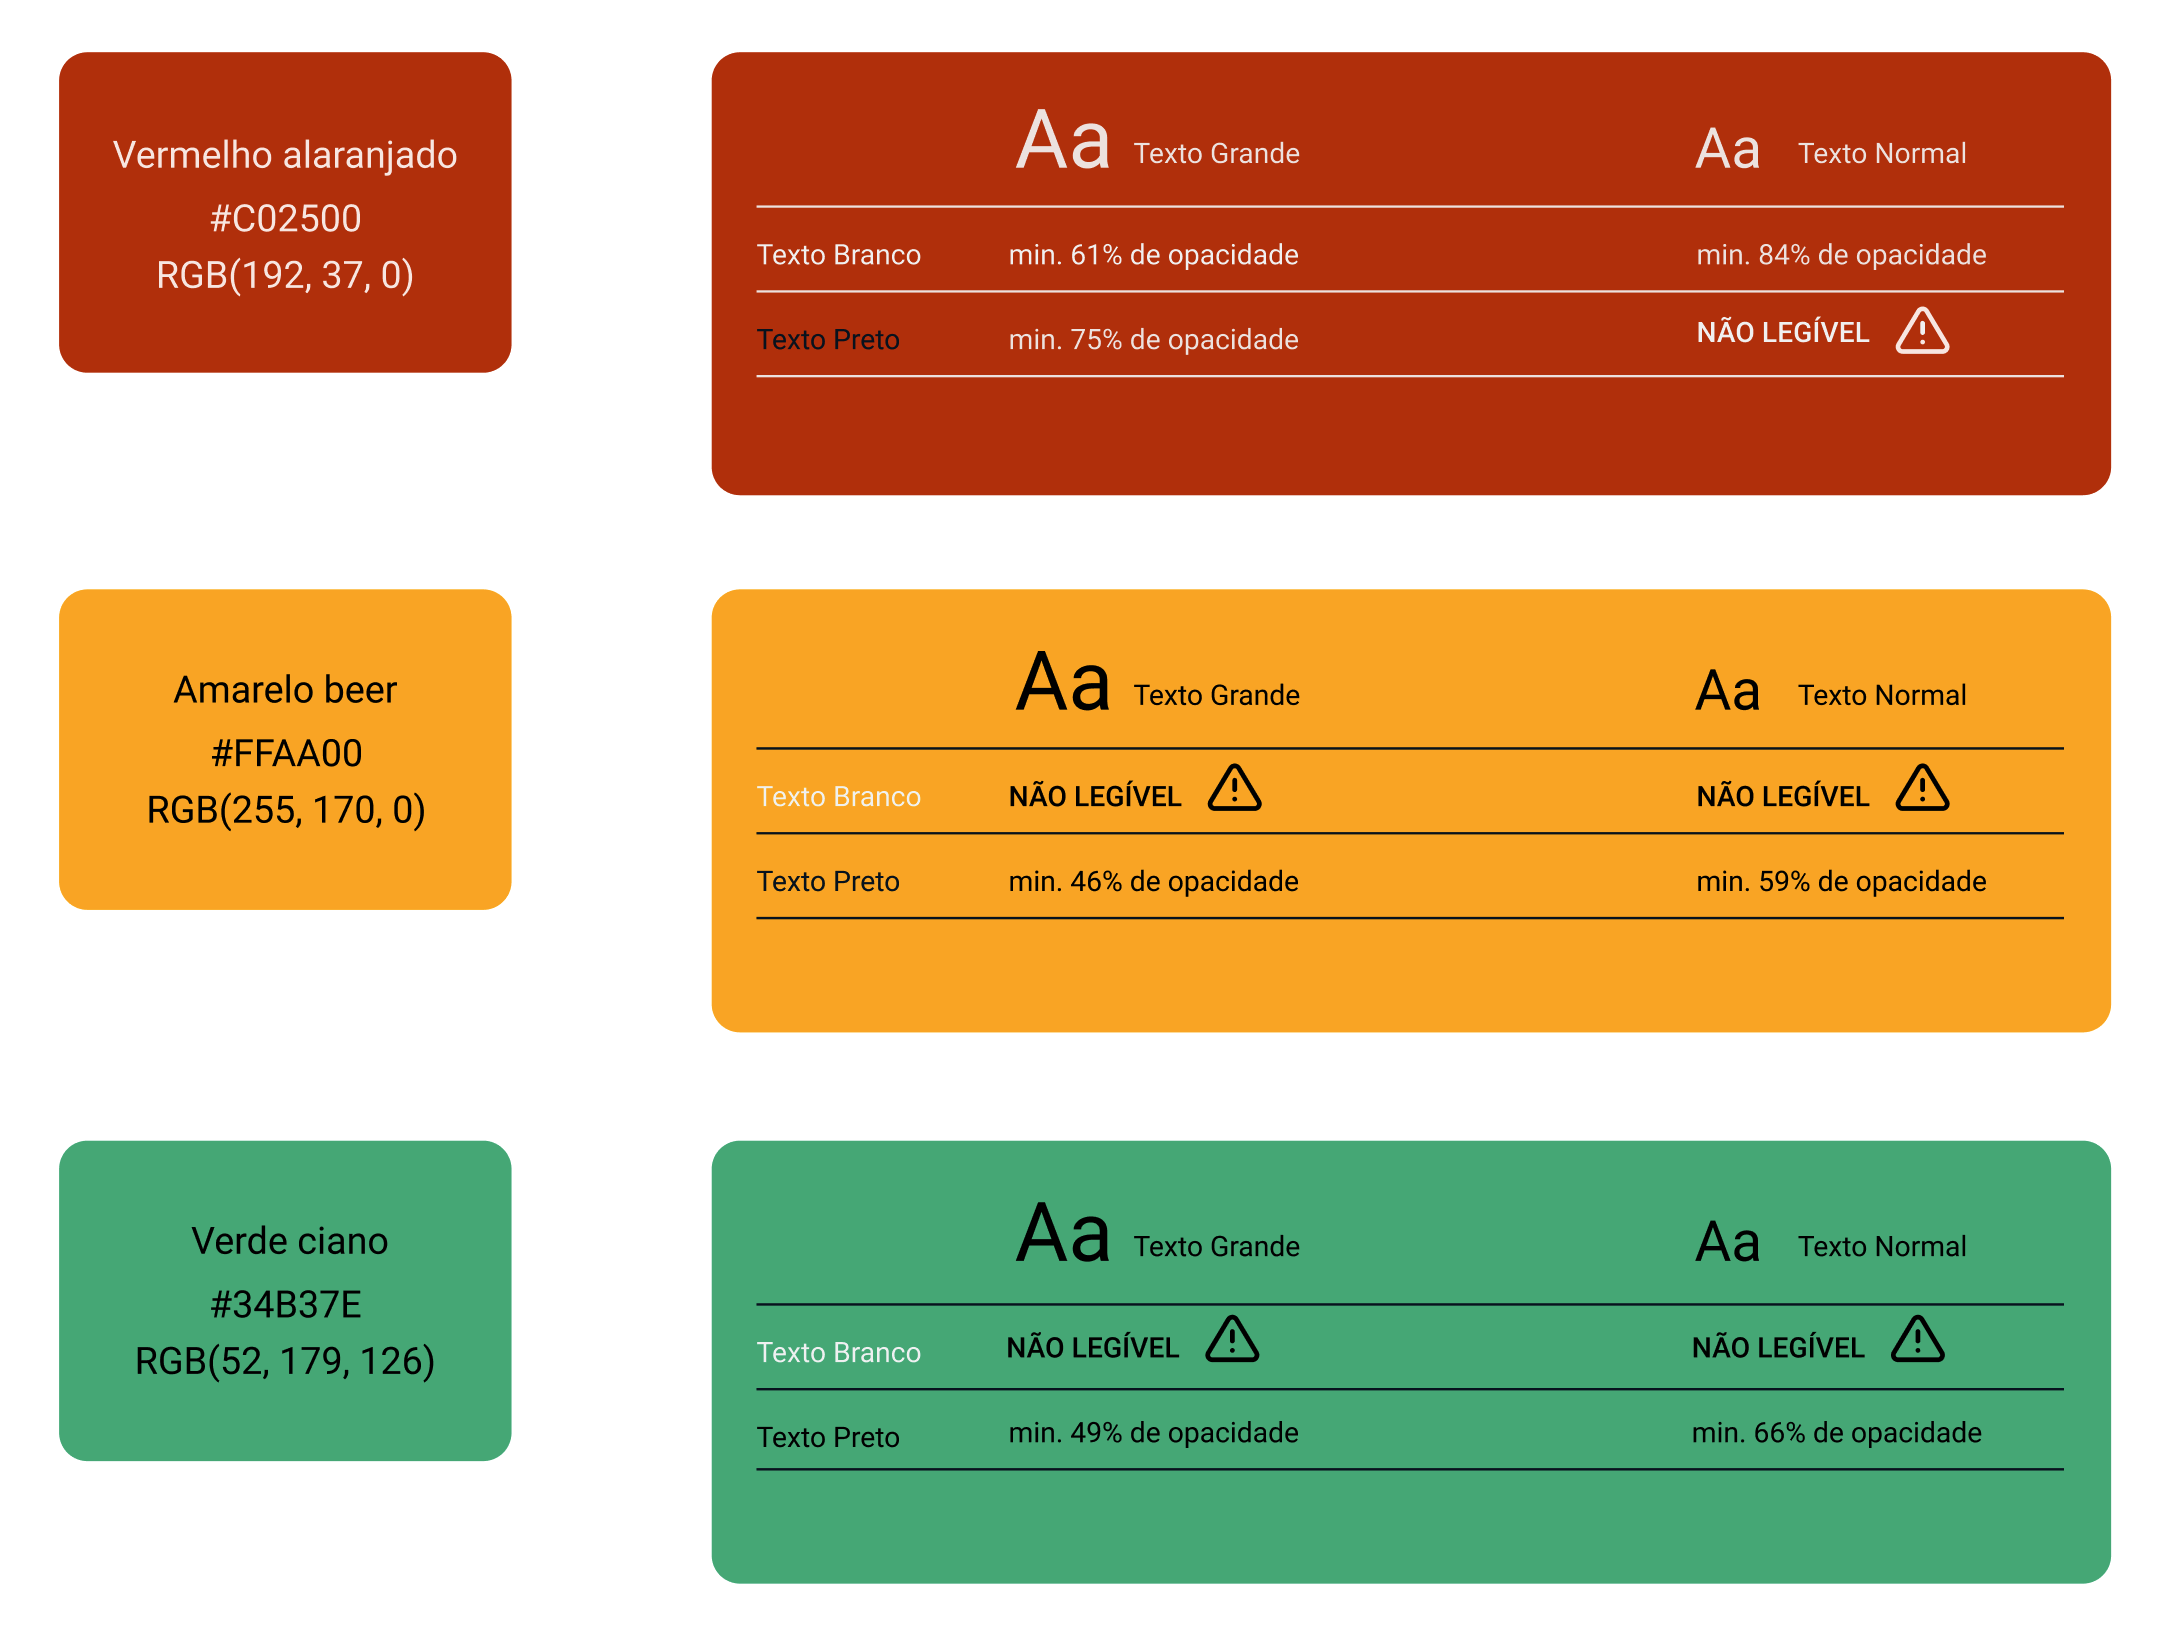 Vermelho alaranjado
#C02500
RGB(192, 37, 0)
Aa Texto Grande Aa Texto Normal
Texto Branco min. 61% de opacidade min. 84% de opacidade
Texto Preto min. 75% de opacidade NÃO LEGÍVEL
Amarelo beer
#FFAA00
RGB(255, 170, 0)
Aa Texto Grande Aa Texto Normal
Texto Branco NÃO LEGÍVEL NÃO LEGÍVEL
Texto Preto min. 46% de opacidade min. 59% de opacidade
Verde ciano
#34B37E
RGB(52, 179, 126)
Aa Texto Grande Aa Texto Normal
Texto Branco NÃO LEGÍVEL NÃO LEGÍVEL
Texto Preto min. 49% de opacidade min. 66% de opacidade